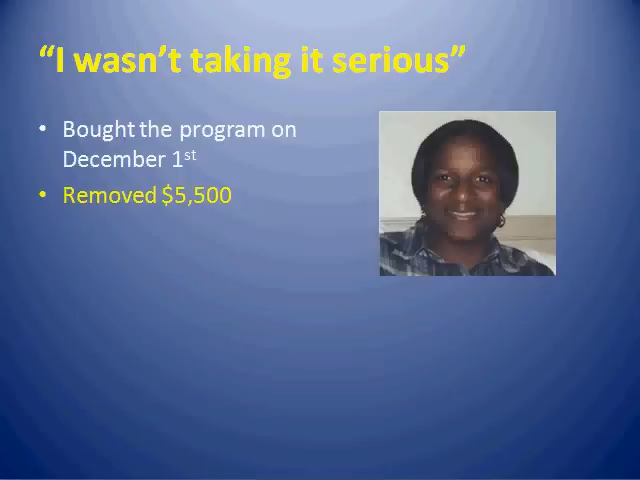 “I wasn’t taking it serious”
• Bought the program on
December 1st
• Removed $5,500